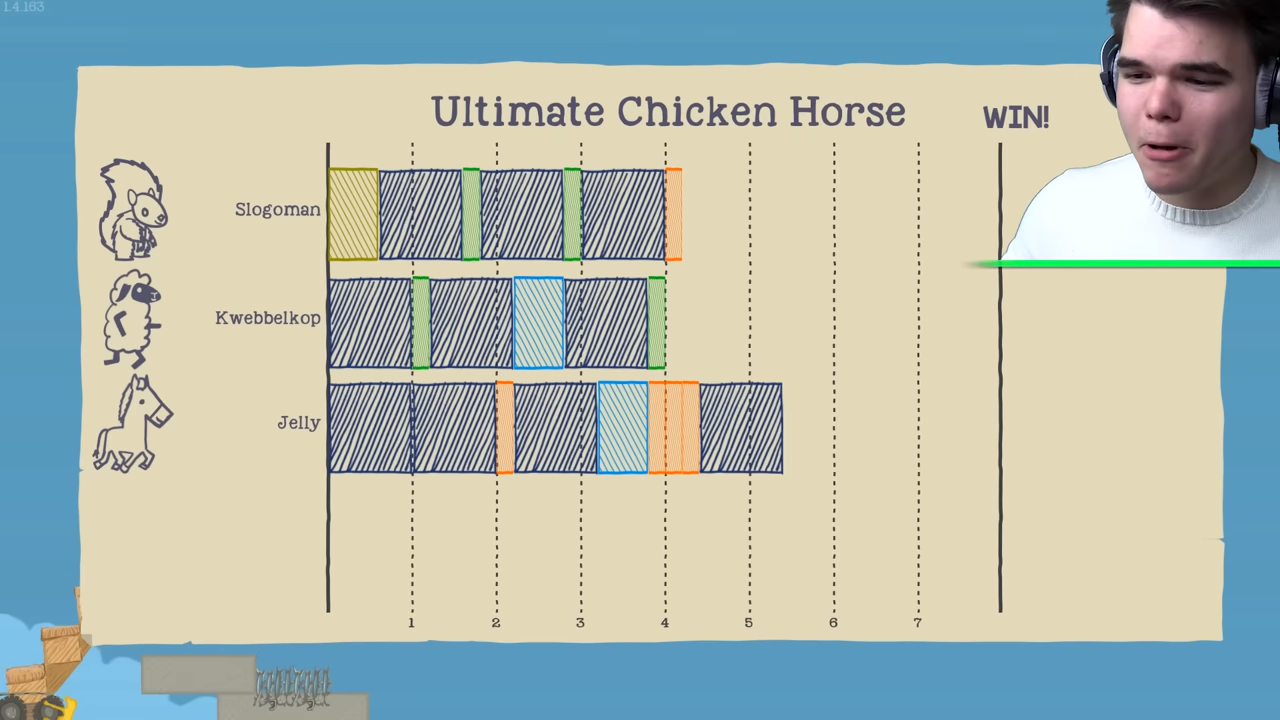 1.4.163
Ultimate Chicken Horse
WIN!
Slogoman
Kwebbelkop
Jelly
1 2 3 4 5 6 7